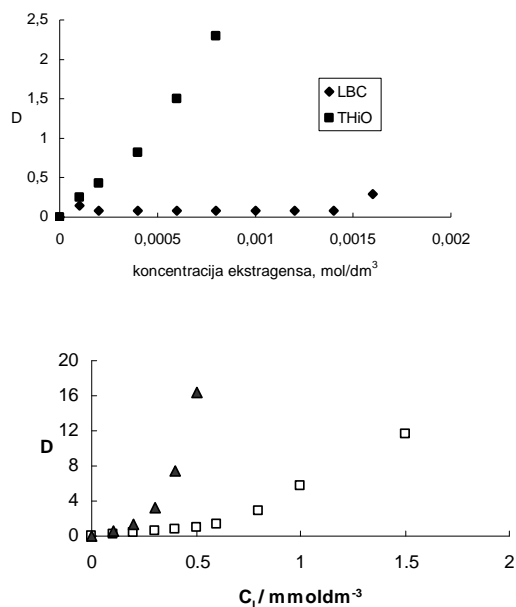 2,5
2
1,5
D
1
0,5
0
0 0,0005 0,001 0,0015 0,002
koncentracija ekstragensa, mol/dm³
LBC
THiO
20
16
12
D
8
4
0
0 0.5 1 1.5 2
C_L/ mmoldm⁻³